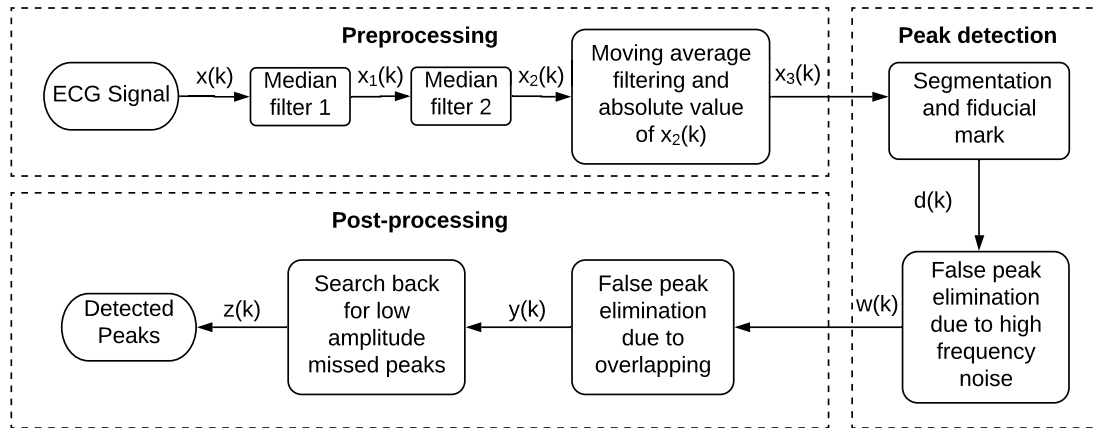 Preprocessing
ECG Signal
x(k)
Median
filter 1
x₁(k)
Median
filter 2
x₂(k)
Moving average
filtering and
absolute value
of x₂(k)
x₃(k)
Peak detection
Segmentation
and fiducial
mark
d(k)
False peak
elimination
due to high
frequency
noise
w(k)
Post-processing
False peak
elimination
due to
overlapping
y(k)
Search back
for low
amplitude
missed peaks
z(k)
Detected
Peaks